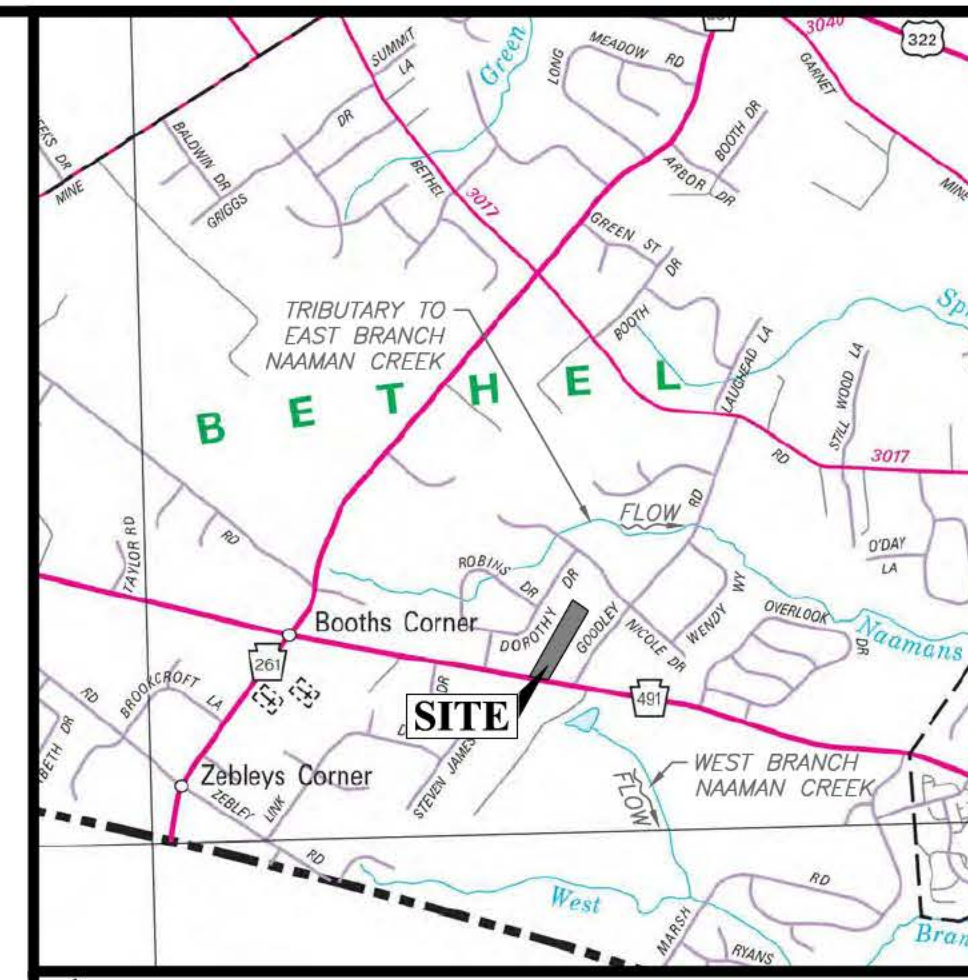 3040
322
SUMMIT
LA
Green
LONG
MEADOW RD
GARNET
BALDWIN DR
DR
GRIGGS
MINE
BETHEL
3017
BOOTH DR
ARBOR DR
MINE
GREEN ST
DR
BOOTH
TRIBUTARY TO
EAST BRANCH
NAAMAN CREEK
BETHEL
LAUGHEAD LA
STILL WOOD LA
RD
3017
TAYLOR RD
RD
FLOW
RD
O'DAY
LA
ROBINS DR
DOROTHY DR
GOODLEY
NICOLE DR
WENDY WY
OVERLOOK
DR
Naamans
Booths Corner
261
491
SITE
BROOKCROFT LA
RD
BETH DR
DR
STEVEN JAMES
Zebleys Corner
ZEBLEY
LINK
RD
FLOW
WEST BRANCH
NAAMAN CREEK
West
MARSH
RD
RYANS